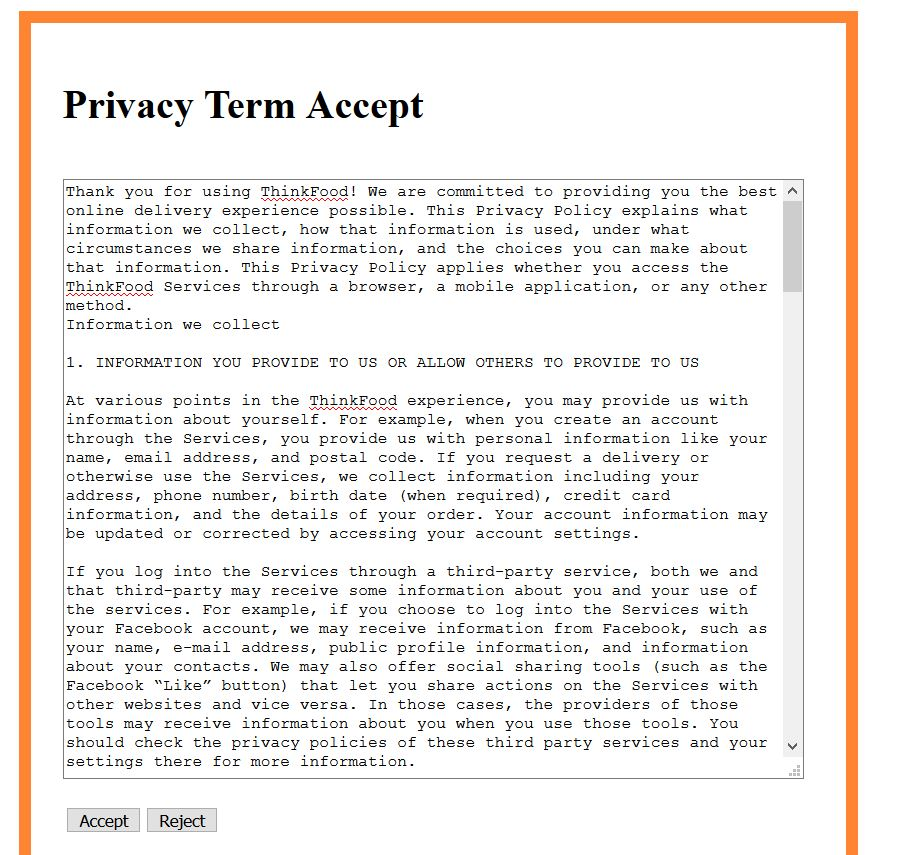 Privacy Term Accept
Thank you for using ThinkFood! We are committed to providing you the best
online delivery experience possible. This Privacy Policy explains what
information we collect, how that information is used, under what
circumstances we share information, and the choices you can make about
that information. This Privacy Policy applies whether you access the
ThinkFood Services through a browser, a mobile application, or any other
method.
Information we collect
1. INFORMATION YOU PROVIDE TO US OR ALLOW OTHERS TO PROVIDE TO US
At various points in the ThinkFood experience, you may provide us with
information about yourself. For example, when you create an account
through the Services, you provide us with personal information like your
name, email address, and postal code. If you request a delivery or
otherwise use the Services, we collect information including your
address, phone number, birth date (when required), credit card
information, and the details of your order. Your account information may
be updated or corrected by accessing your account settings.
If you log into the Services through a third-party service, both we and
that third-party may receive some information about you and your use of
the services. For example, if you choose to log into the Services with
your Facebook account, we may receive information from Facebook, such as
your name, e-mail address, public profile information, and information
about your contacts. We may also offer social sharing tools (such as the
Facebook “Like” button) that let you share actions on the Services with
other websites and vice versa. In those cases, the providers of those
tools may receive information about you when you use those tools. You
should check the privacy policies of these third party services and your
settings there for more information.
Accept Reject